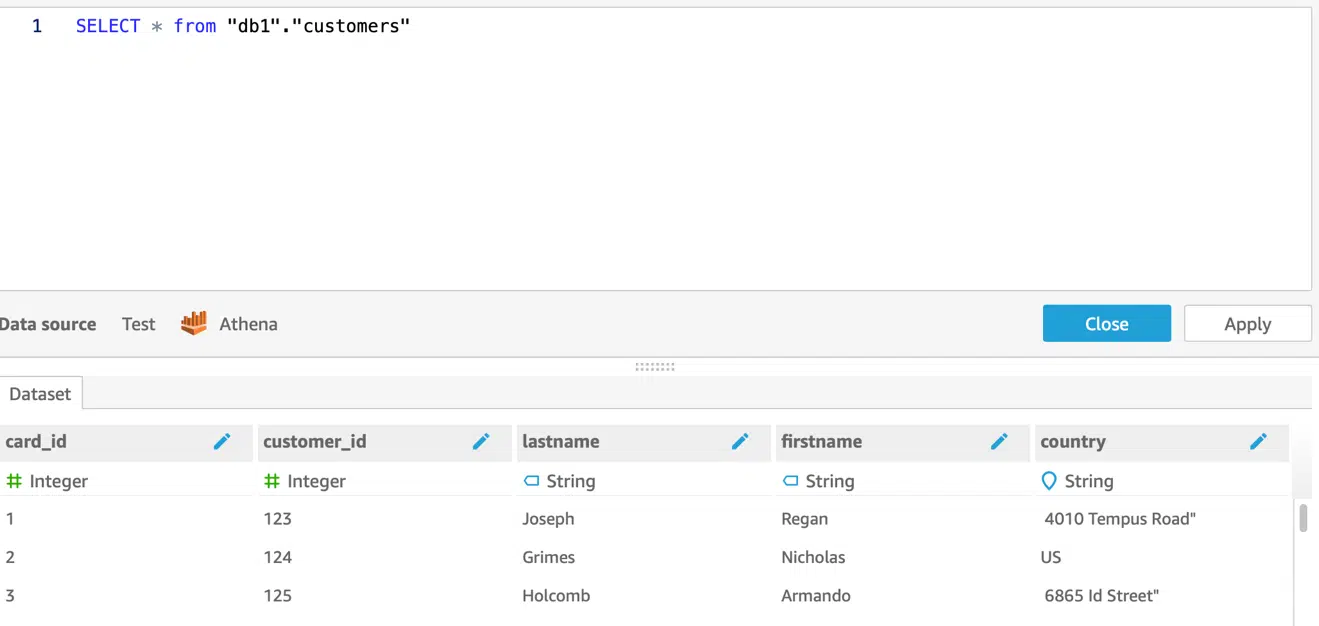 1 SELECT * from "db1"."customers"
Data source Test Athena Close Apply
Dataset
card_id customer_id lastname firstname country
Integer Integer String String String
1 123 Joseph Regan 4010 Tempus Road"
2 124 Grimes Nicholas US
3 125 Holcomb Armando 6865 Id Street"